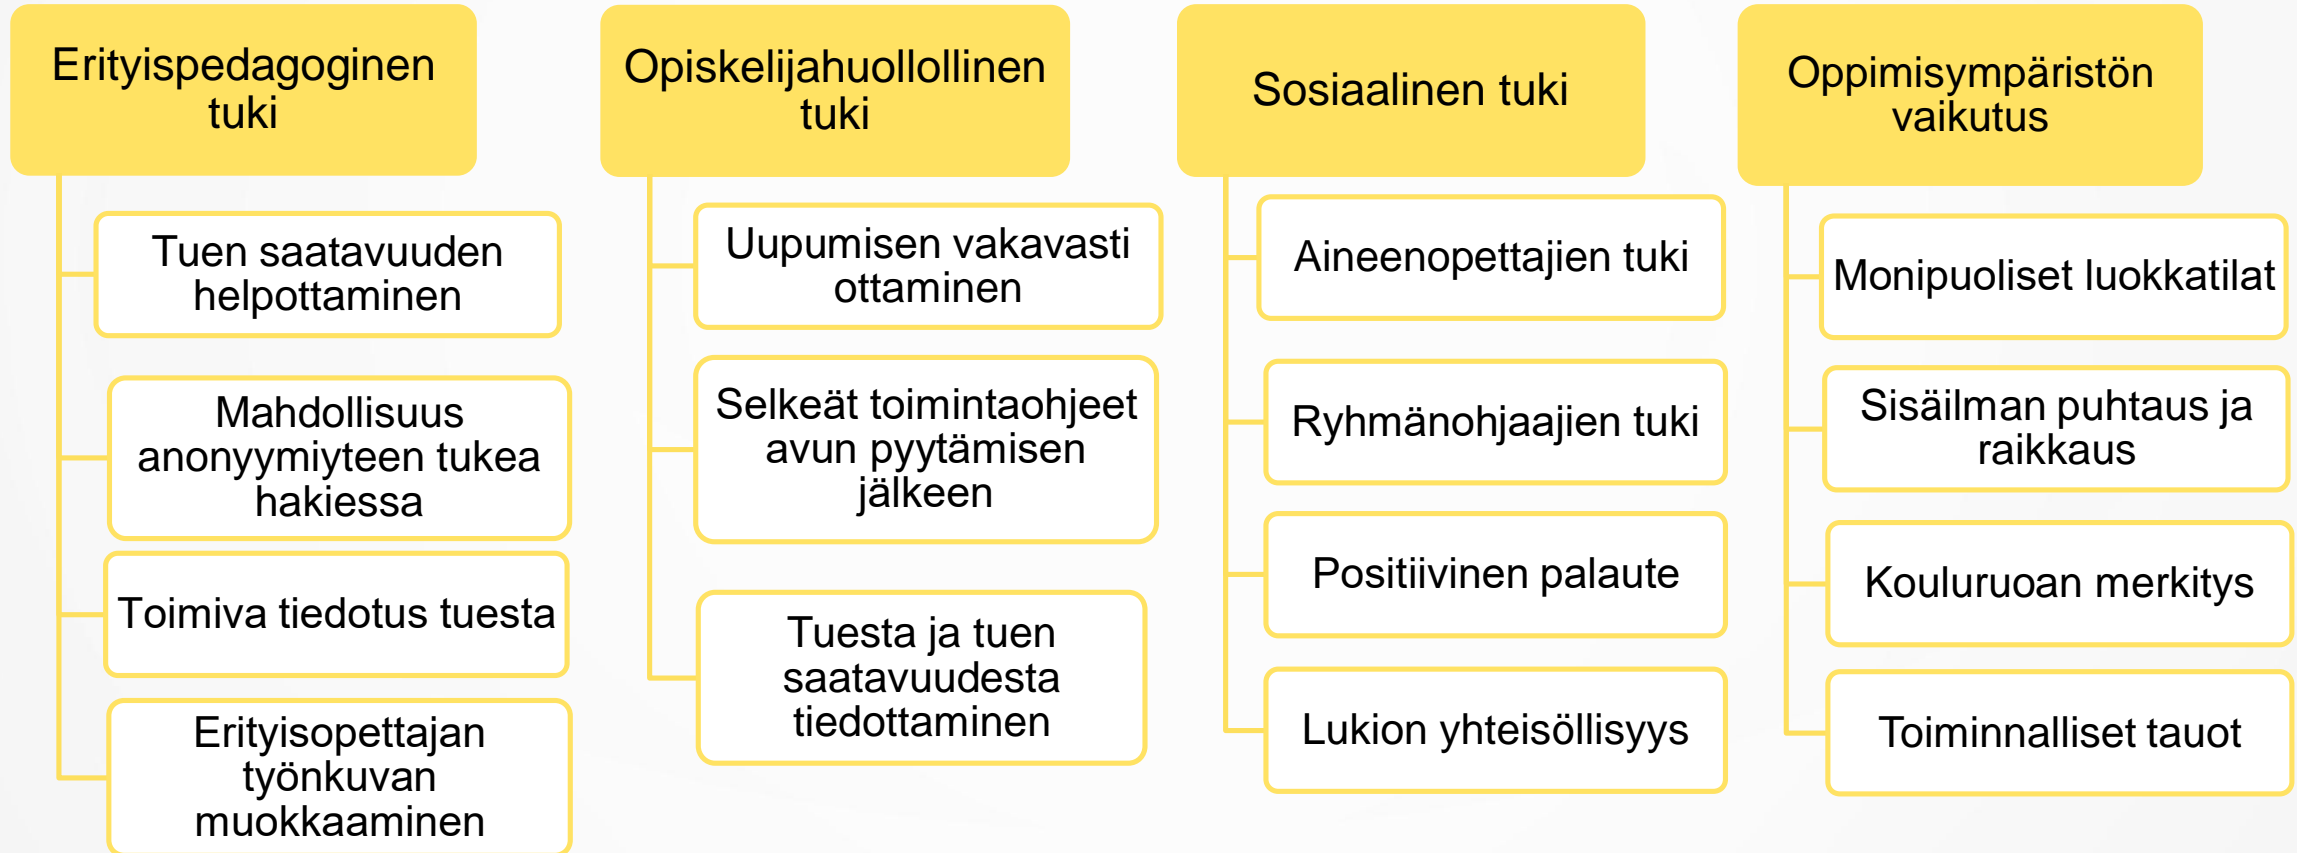 Erityispedagoginen
tuki
Tuen saatavuuden
helpottaminen
Mahdollisuus
anonyymiyteen tukea
hakiessa
Toimiva tiedotus tuesta
Erityisopettajan
työnkuvan
muokkaaminen
Opiskelijahuollollinen
tuki
Uupumisen vakavasti
ottaminen
Selkeät toimintaohjeet
avun pyytämisen
jälkeen
Tuesta ja tuen
saatavuudesta
tiedottaminen
Sosiaalinen tuki
Aineenopettajien tuki
Ryhmänohjaajien tuki
Positiivinen palaute
Lukion yhteisöllisyys
Oppimisympäristön
vaikutus
Monipuoliset luokkatilat
Sisäilman puhtaus ja
raikkaus
Kouluruoan merkitys
Toiminnalliset tauot